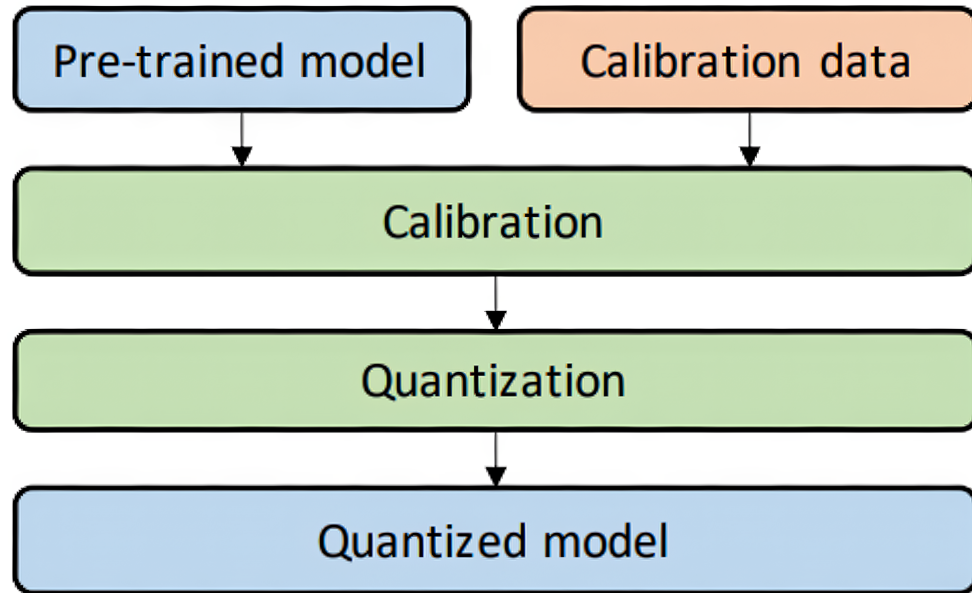 Pre-trained model
Calibration data
Calibration
Quantization
Quantized model